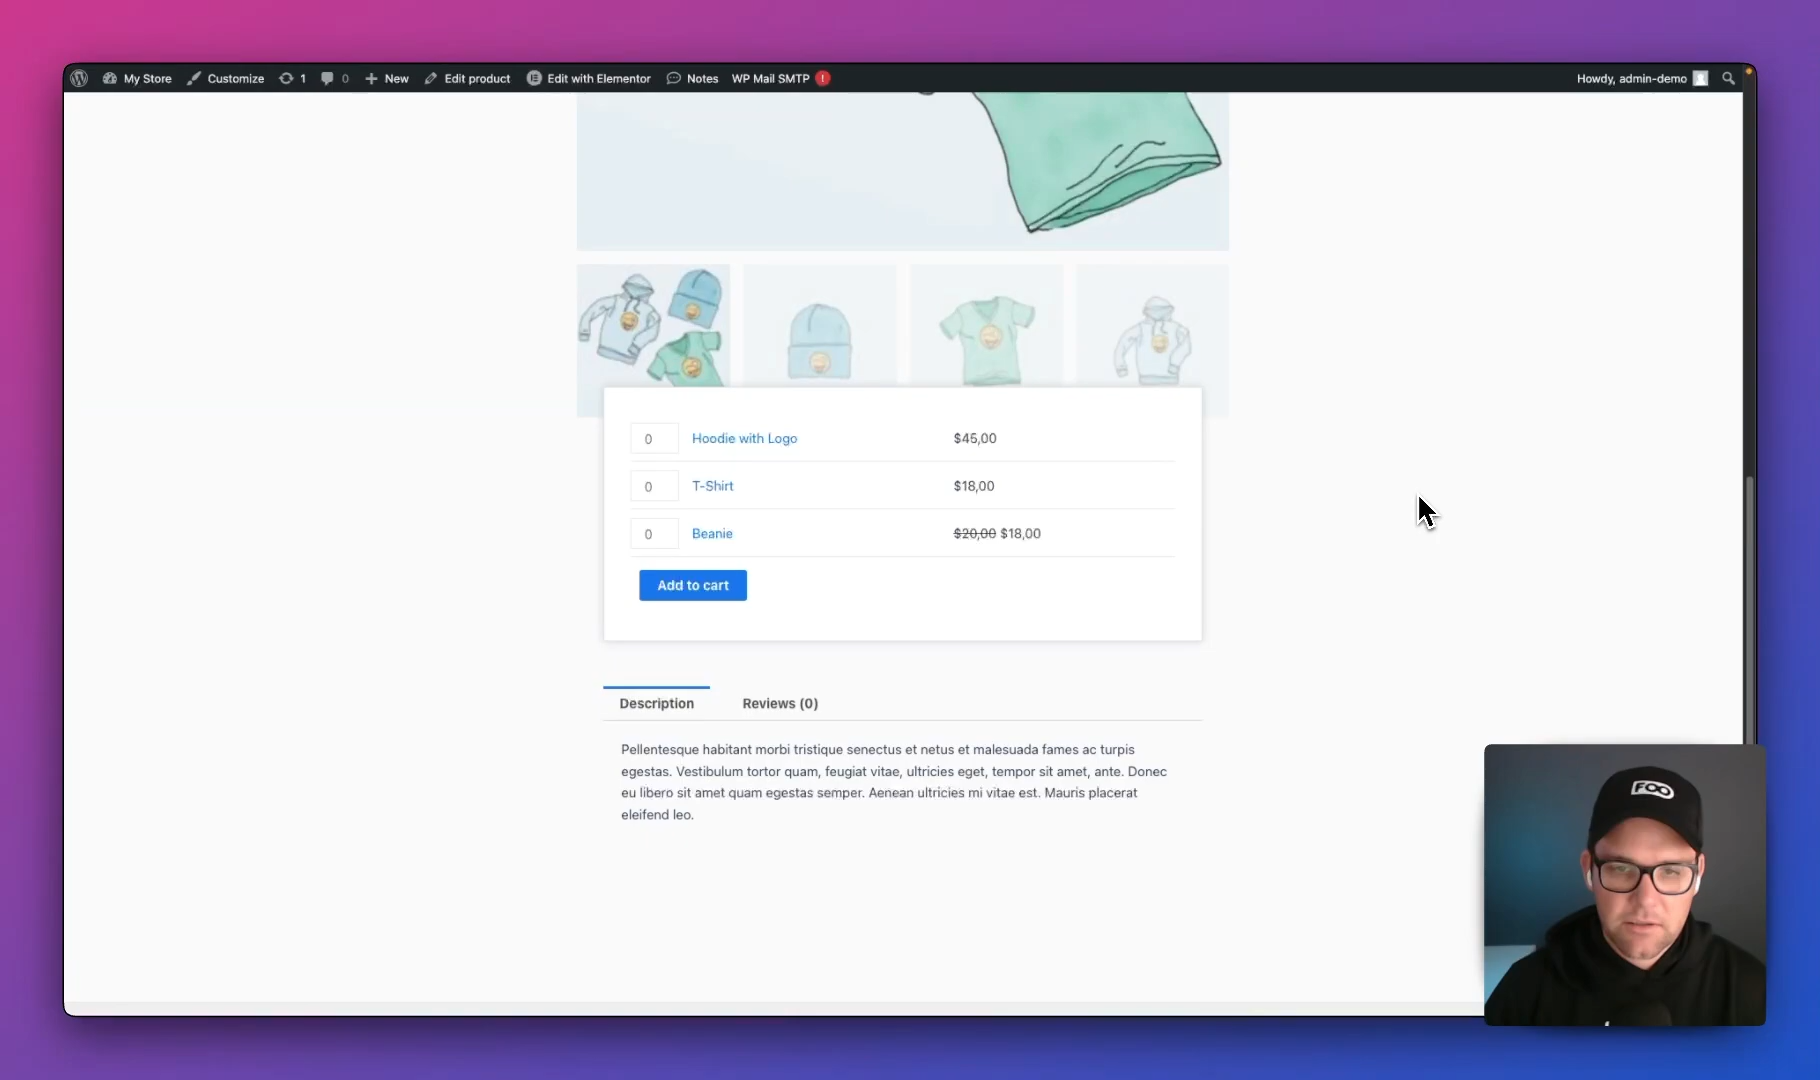 My Store Customize 1 0 New Edit product Edit with Elementor Notes WP Mail SMTP ! Howdy, admin-demo
0 Hoodie with Logo $45,00
0 T-Shirt $18,00
0 Beanie $20,00 $18,00
Add to cart
Description Reviews (0)
Pellentesque habitant morbi tristique senectus et netus et malesuada fames ac turpis
egestas. Vestibulum tortor quam, feugiat vitae, ultricies eget, tempor sit amet, ante. Donec
eu libero sit amet quam egestas semper. Aenean ultricies mi vitae est. Mauris placerat
eleifend leo.
FOO